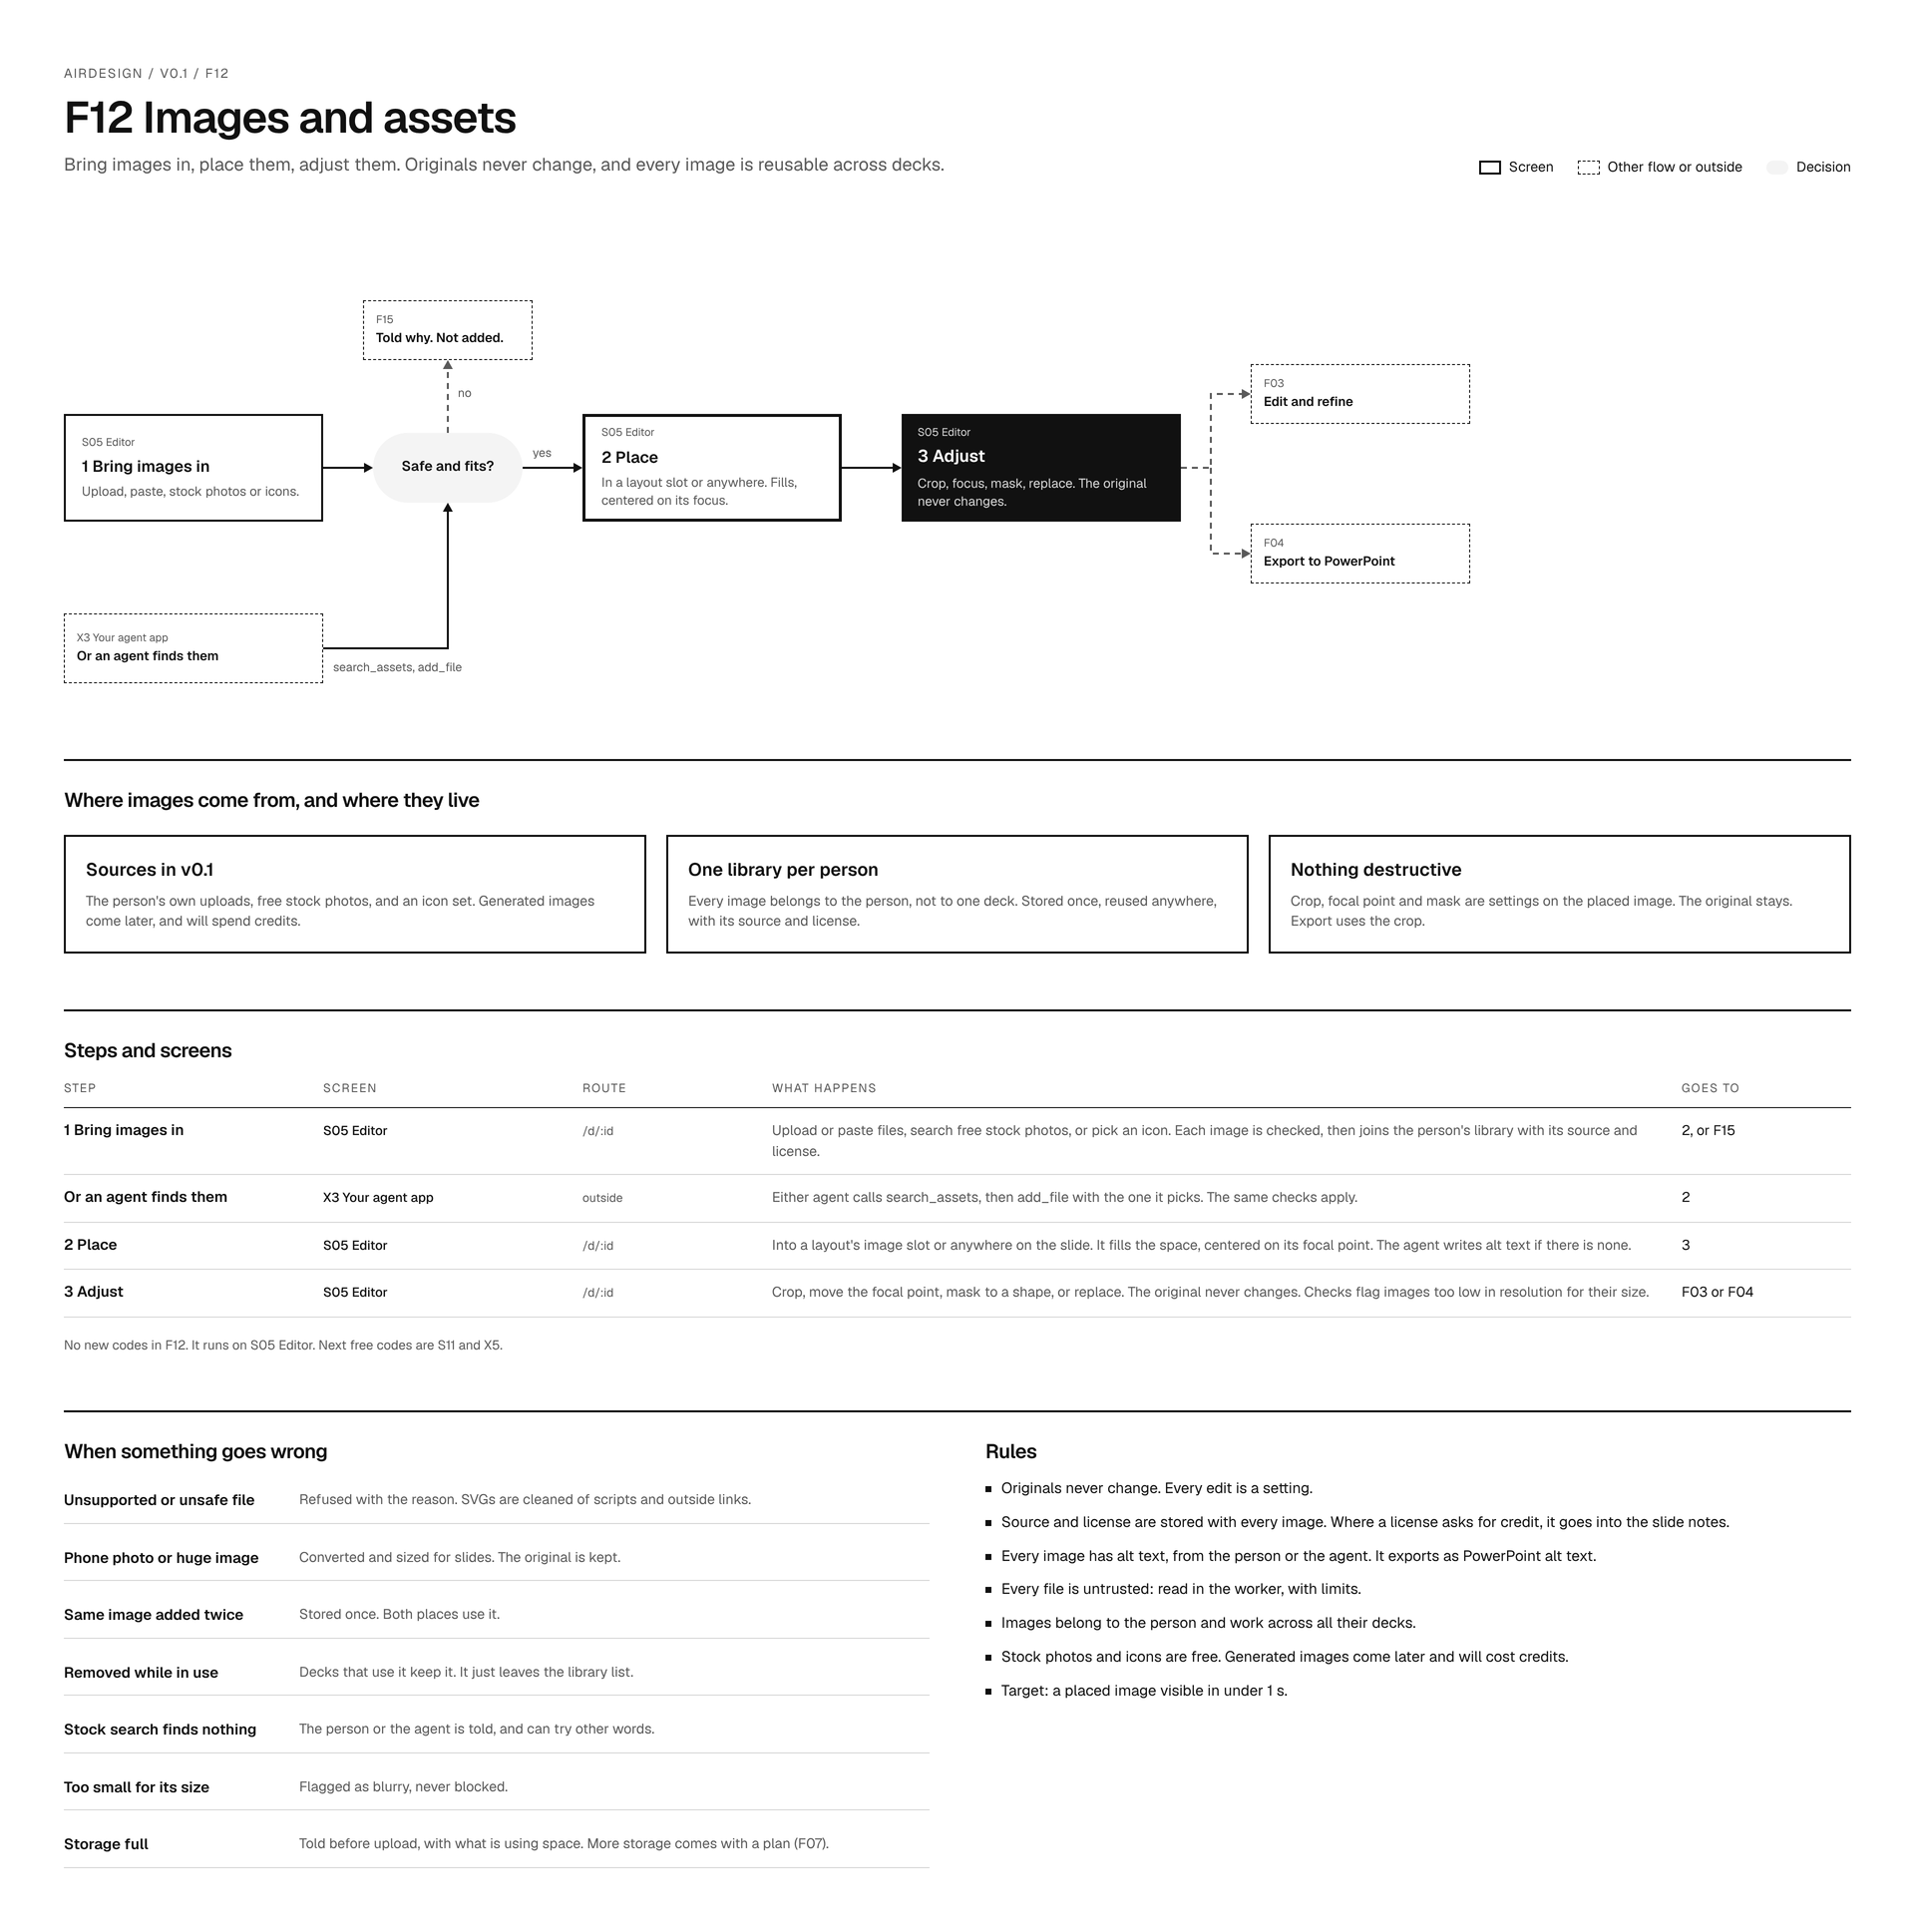 AIRDESIGN / V0.1 / F12
F12 Images and assets
Bring images in, place them, adjust them. Originals never change, and every image is reusable across decks.
Screen
Other flow or outside
Decision
F15
Told why. Not added.
no
S05 Editor
1 Bring images in
Upload, paste, stock photos or icons.
Safe and fits?
yes
S05 Editor
2 Place
In a layout slot or anywhere. Fills,
centered on its focus.
S05 Editor
3 Adjust
Crop, focus, mask, replace. The original
never changes.
F03
Edit and refine
F04
Export to PowerPoint
X3 Your agent app
Or an agent finds them
search_assets, add_file
Where images come from, and where they live
Sources in v0.1
The person's own uploads, free stock photos, and an icon set. Generated images
come later, and will spend credits.
One library per person
Every image belongs to the person, not to one deck. Stored once, reused anywhere,
with its source and license.
Nothing destructive
Crop, focal point and mask are settings on the placed image. The original stays.
Export uses the crop.
Steps and screens
STEP SCREEN ROUTE WHAT HAPPENS GOES TO
1 Bring images in S05 Editor /d/:id Upload or paste files, search free stock photos, or pick an icon. Each image is checked, then joins the person's library with its source and 2, or F15
license.
Or an agent finds them X3 Your agent app outside Either agent calls search_assets, then add_file with the one it picks. The same checks apply. 2
2 Place S05 Editor /d/:id Into a layout's image slot or anywhere on the slide. It fills the space, centered on its focal point. The agent writes alt text if there is none. 3
3 Adjust S05 Editor /d/:id Crop, move the focal point, mask to a shape, or replace. The original never changes. Checks flag images too low in resolution for their size. F03 or F04
No new codes in F12. It runs on S05 Editor. Next free codes are S11 and X5.
When something goes wrong
Unsupported or unsafe file Refused with the reason. SVGs are cleaned of scripts and outside links.
Phone photo or huge image Converted and sized for slides. The original is kept.
Same image added twice Stored once. Both places use it.
Removed while in use Decks that use it keep it. It just leaves the library list.
Stock search finds nothing The person or the agent is told, and can try other words.
Too small for its size Flagged as blurry, never blocked.
Storage full Told before upload, with what is using space. More storage comes with a plan (F07).
Rules
Originals never change. Every edit is a setting.
Source and license are stored with every image. Where a license asks for credit, it goes into the slide notes.
Every image has alt text, from the person or the agent. It exports as PowerPoint alt text.
Every file is untrusted: read in the worker, with limits.
Images belong to the person and work across all their decks.
Stock photos and icons are free. Generated images come later and will cost credits.
Target: a placed image visible in under 1 s.